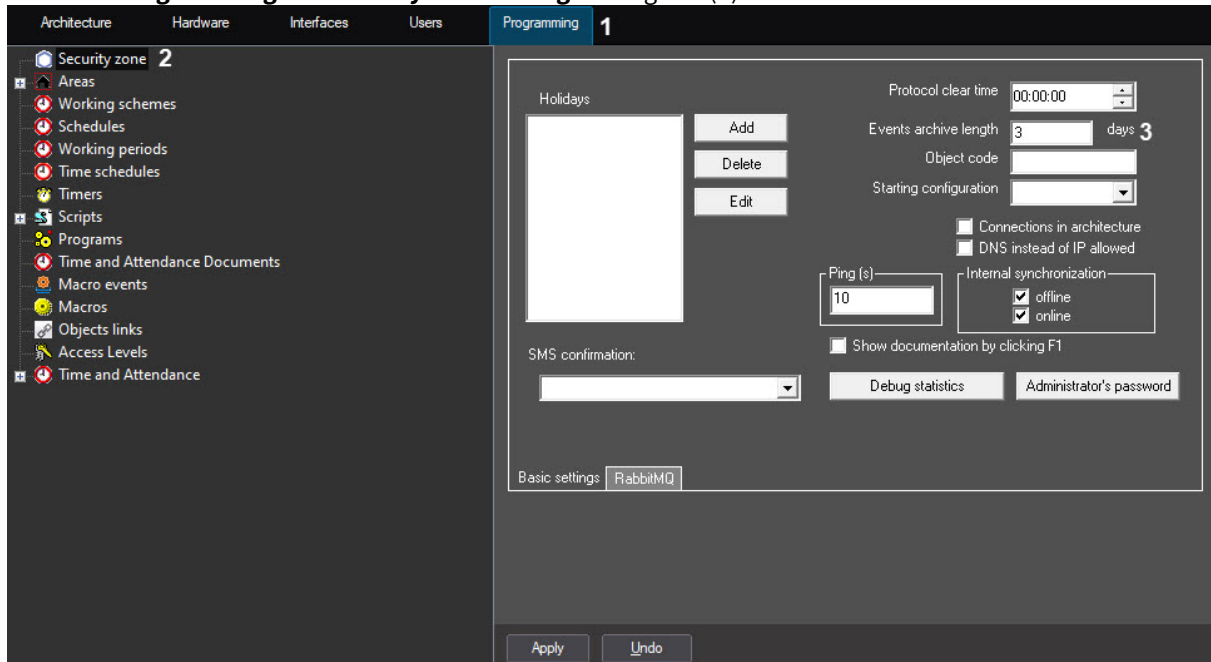 Architecture Hardware Interfaces Users Programming 1
Security zone 2
Areas
Working schemes
Schedules
Working periods
Time schedules
Timers
Scripts
Programs
Time and Attendance Documents
Macro events
Macros
Objects links
Access Levels
Time and Attendance
Holidays
Add
Delete
Edit
SMS confirmation:
Protocol clear time 00:00:00
Events archive length 3 days 3
Object code
Starting configuration
Connections in architecture
DNS instead of IP allowed
Ping (s)
10
Internal synchronization
offline
online
Show documentation by clicking F1
Debug statistics Administrator's password
Basic settings RabbitMQ
Apply Undo